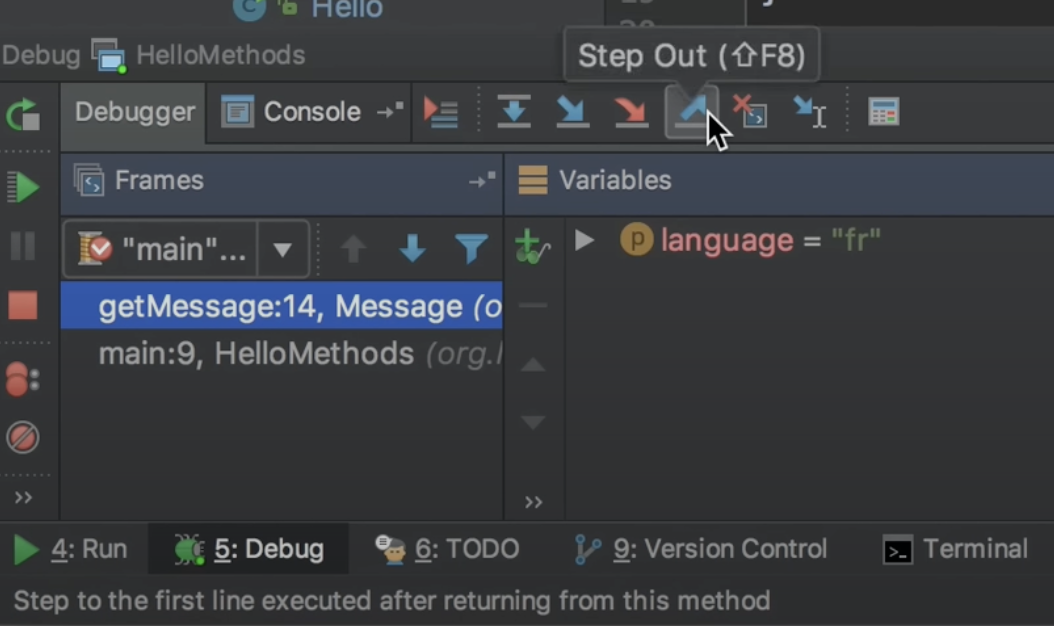 Hello
Debug HelloMethods
Step Out (⇧F8)
Debugger Console
Frames Variables
"main"...
language = "fr"
getMessage:14, Message (o
main:9, HelloMethods (org.
4: Run 5: Debug 6: TODO 9: Version Control Terminal
Step to the first line executed after returning from this method